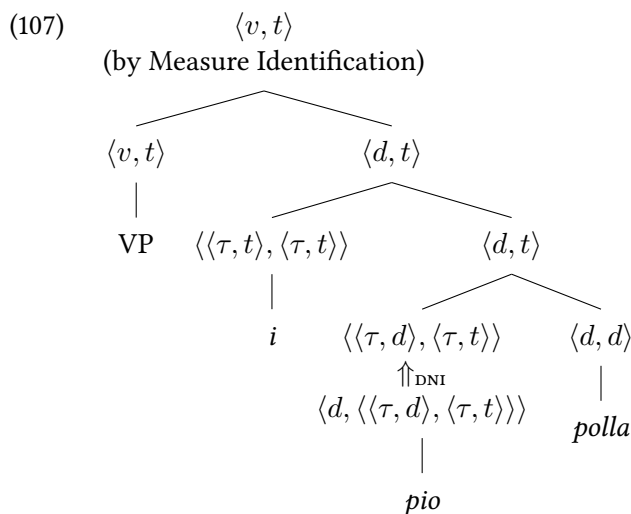 (107) ⟨v, t⟩
(by Measure Identification)
⟨v, t⟩ ⟨d, t⟩
VP ⟨⟨τ, t⟩, ⟨τ, t⟩⟩ ⟨d, t⟩
i ⟨⟨τ, d⟩, ⟨τ, t⟩⟩ ⟨d, d⟩
⇑DNI
⟨d, ⟨⟨τ, d⟩, ⟨τ, t⟩⟩⟩ polla
pio